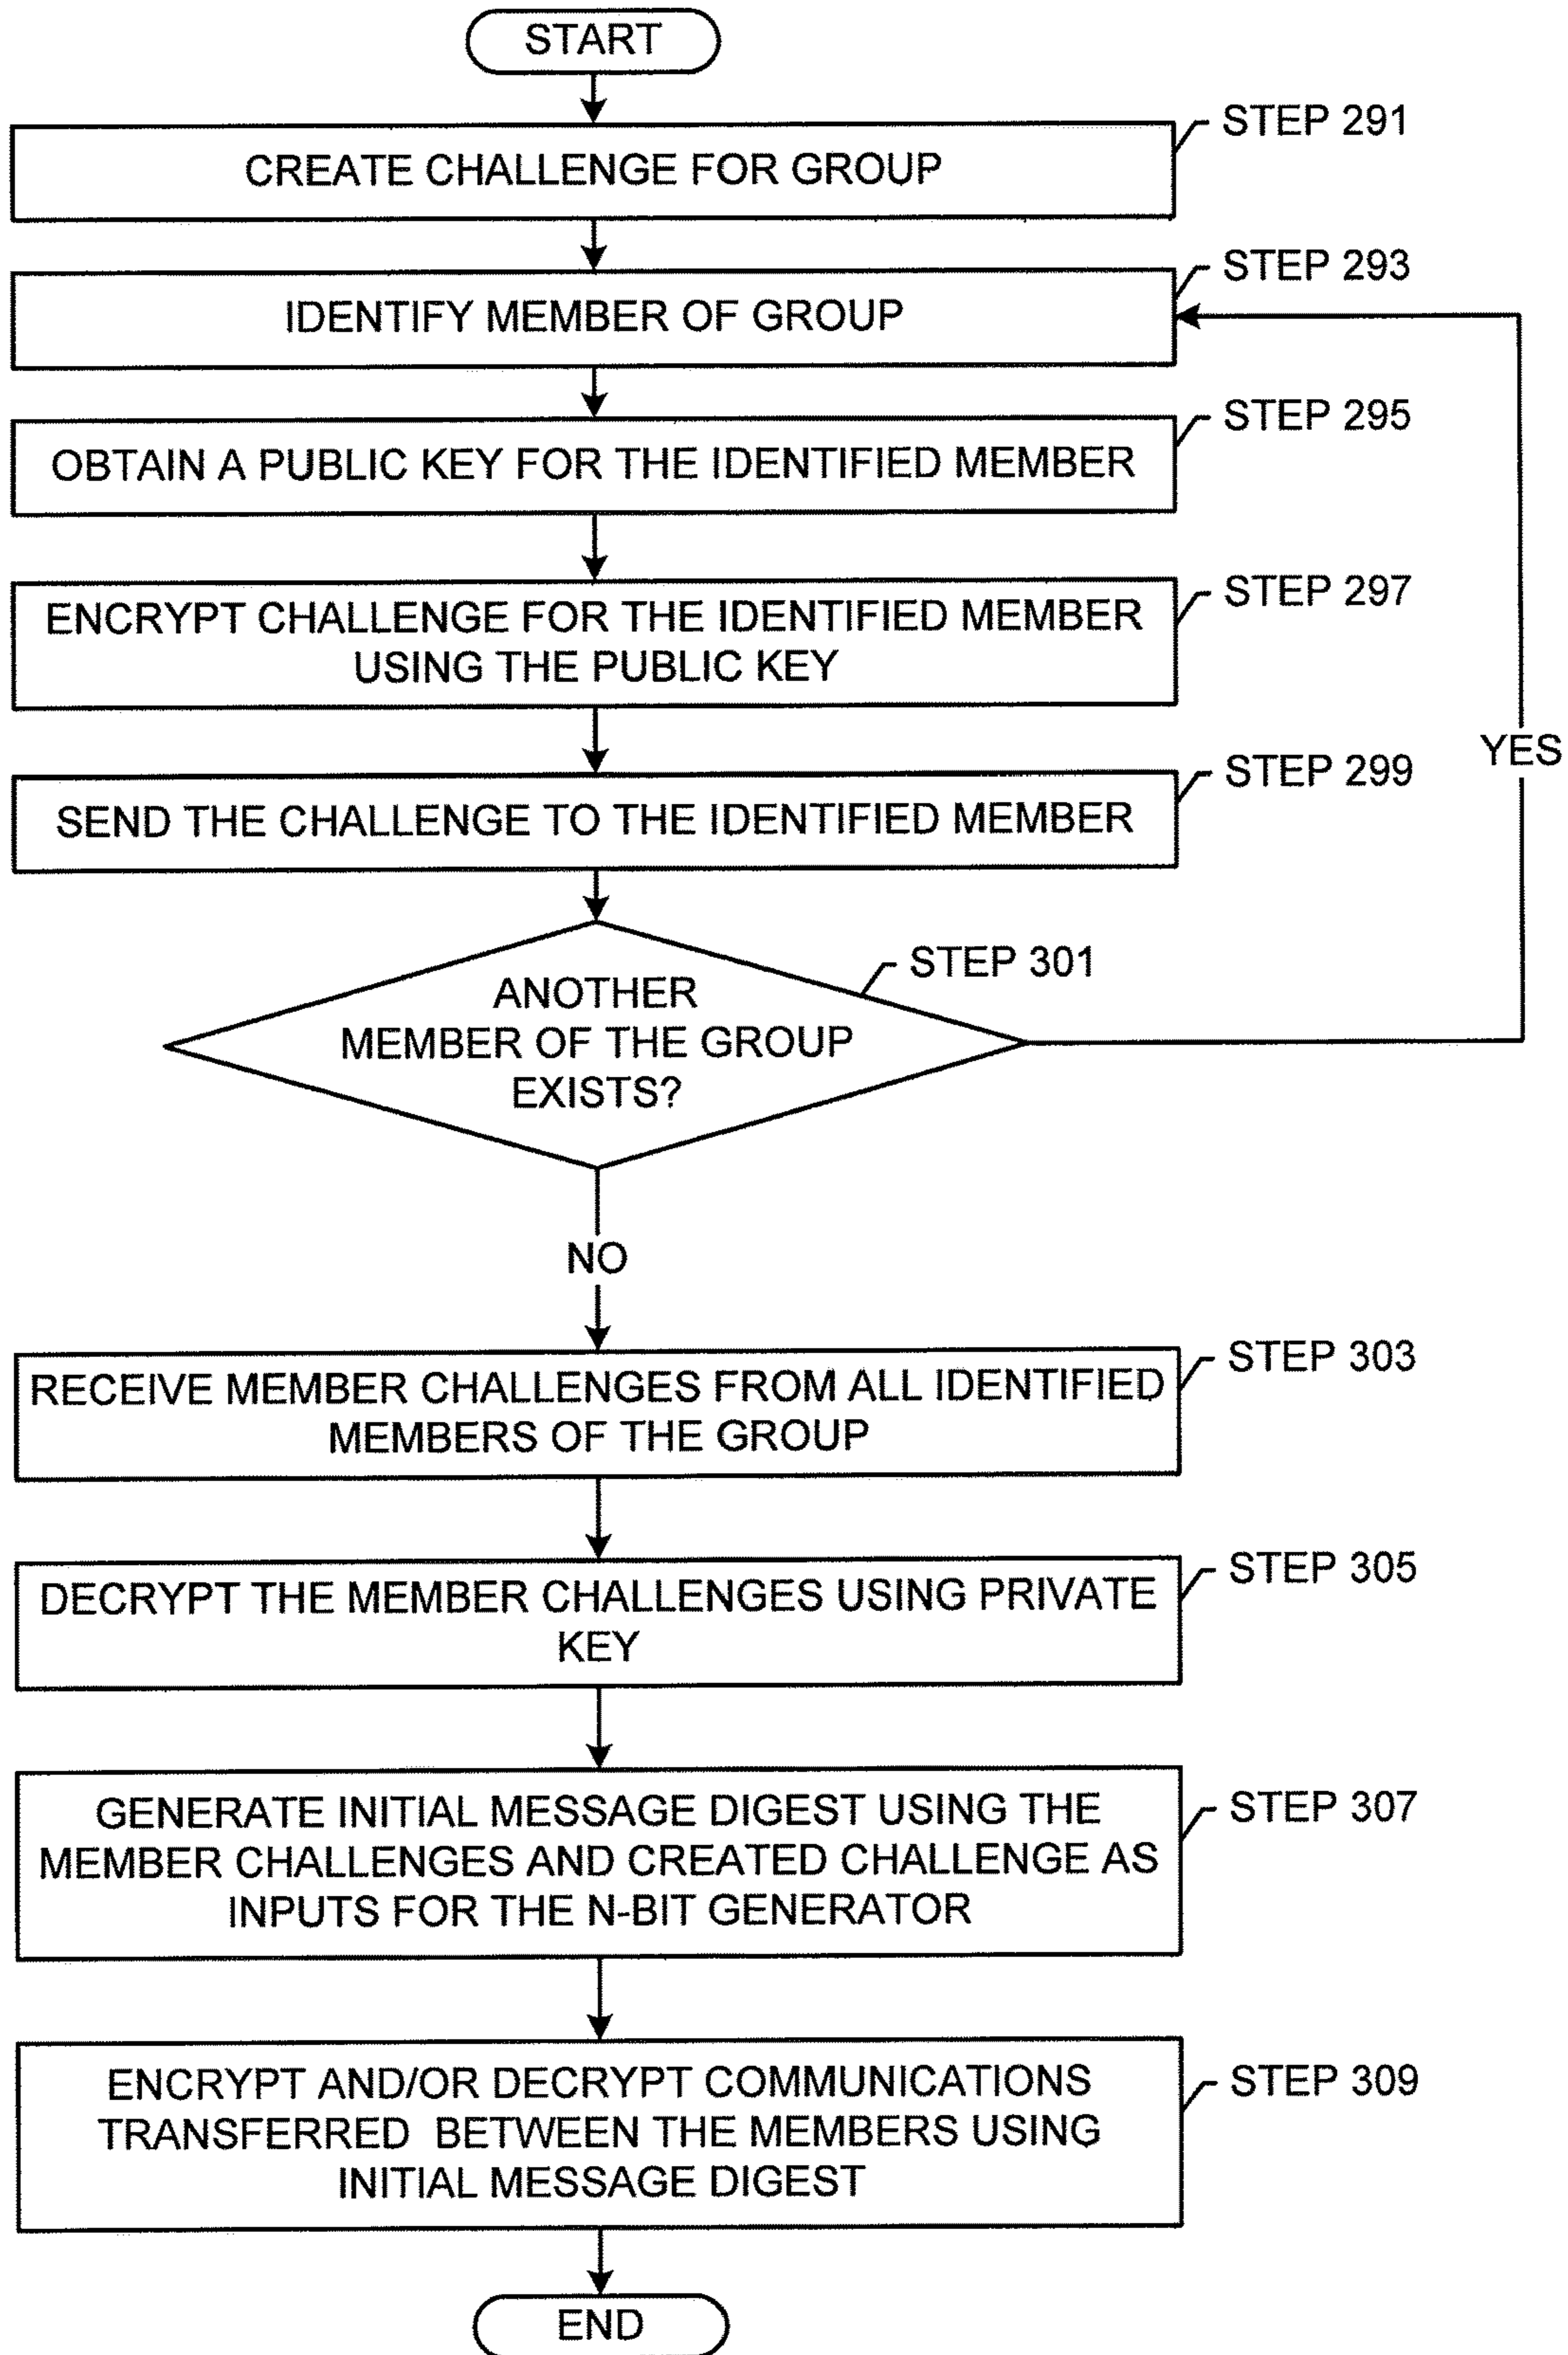 START
STEP 291
CREATE CHALLENGE FOR GROUP
STEP 293
IDENTIFY MEMBER OF GROUP
STEP 295
OBTAIN A PUBLIC KEY FOR THE IDENTIFIED MEMBER
STEP 297
ENCRYPT CHALLENGE FOR THE IDENTIFIED MEMBER
USING THE PUBLIC KEY
YES
STEP 299
SEND THE CHALLENGE TO THE IDENTIFIED MEMBER
STEP 301
ANOTHER
MEMBER OF THE GROUP
EXISTS?
NO
STEP 303
RECEIVE MEMBER CHALLENGES FROM ALL IDENTIFIED
MEMBERS OF THE GROUP
STEP 305
DECRYPT THE MEMBER CHALLENGES USING PRIVATE
KEY
STEP 307
GENERATE INITIAL MESSAGE DIGEST USING THE
MEMBER CHALLENGES AND CREATED CHALLENGE AS
INPUTS FOR THE N-BIT GENERATOR
STEP 309
ENCRYPT AND/OR DECRYPT COMMUNICATIONS
TRANSFERRED BETWEEN THE MEMBERS USING
INITIAL MESSAGE DIGEST
END